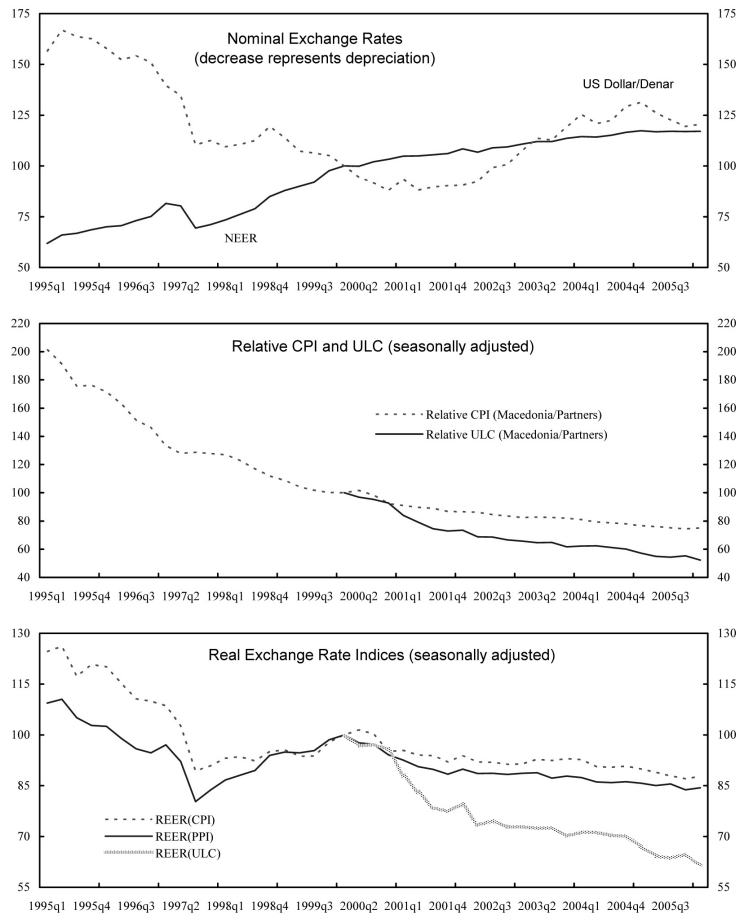 Nominal Exchange Rates
(decrease represents depreciation)
175 175
150 150
125 125
100 100
75 75
50 50
US Dollar/Denar
NEER
1995q1 1995q4 1996q3 1997q2 1998q1 1998q4 1999q3 2000q2 2001q1 2001q4 2002q3 2003q2 2004q1 2004q4 2005q3
Relative CPI and ULC (seasonally adjusted)
220 220
200 200
180 180
160 160
140 140
120 120
100 100
80 80
60 60
40 40
Relative CPI (Macedonia/Partners)
Relative ULC (Macedonia/Partners)
1995q1 1995q4 1996q3 1997q2 1998q1 1998q4 1999q3 2000q2 2001q1 2001q4 2002q3 2003q2 2004q1 2004q4 2005q3
Real Exchange Rate Indices (seasonally adjusted)
130 130
115 115
100 100
85 85
70 70
55 55
REER(CPI)
REER(PPI)
REER(ULC)
1995q1 1995q4 1996q3 1997q2 1998q1 1998q4 1999q3 2000q2 2001q1 2001q4 2002q3 2003q2 2004q1 2004q4 2005q3